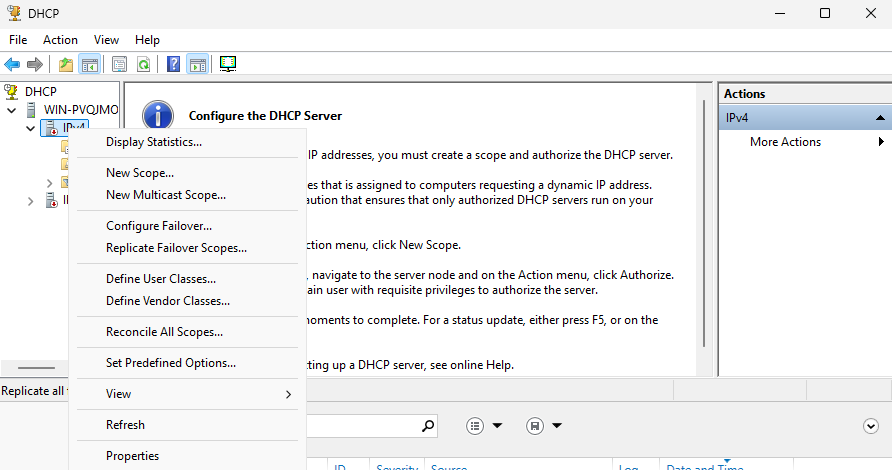 DHCP
File Action View Help
DHCP
WIN-PVQJMO
IPv4
Display Statistics...
New Scope...
New Multicast Scope...
Configure Failover...
Replicate Failover Scopes...
Define User Classes...
Define Vendor Classes...
Reconcile All Scopes...
Set Predefined Options...
View
Refresh
Properties
Configure the DHCP Server
IP addresses, you must create a scope and authorize the DHCP server.
es that is assigned to computers requesting a dynamic IP address.
aution that ensures that only authorized DHCP servers run on your
ction menu, click New Scope.
, navigate to the server node and on the Action menu, click Authorize.
ain user with requisite privileges to authorize the server.
noments to complete. For a status update, either press F5, or on the
tting up a DHCP server, see online Help.
Actions
IPv4
More Actions
Replicate all
ID Severity Source Log Date and Time